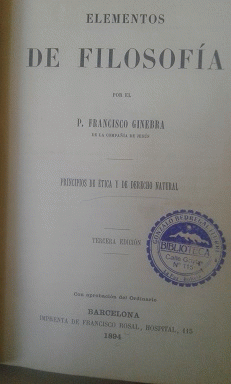 ELEMENTOS
DE FILOSOFÍA
POR EL
P. FRANCISCO GINEBRA
DE LA COMPAÑÍA DE JESÚS
PRINCIPIOS DE ÉTICA Y DE DERECHO NATURAL
TERCERA EDICIÓN
BIBLIOTECA
Con aprobación del Ordinario
BARCELONA
IMPRENTA DE FRANCISCO ROSAL, HOSPITAL, 115
1894